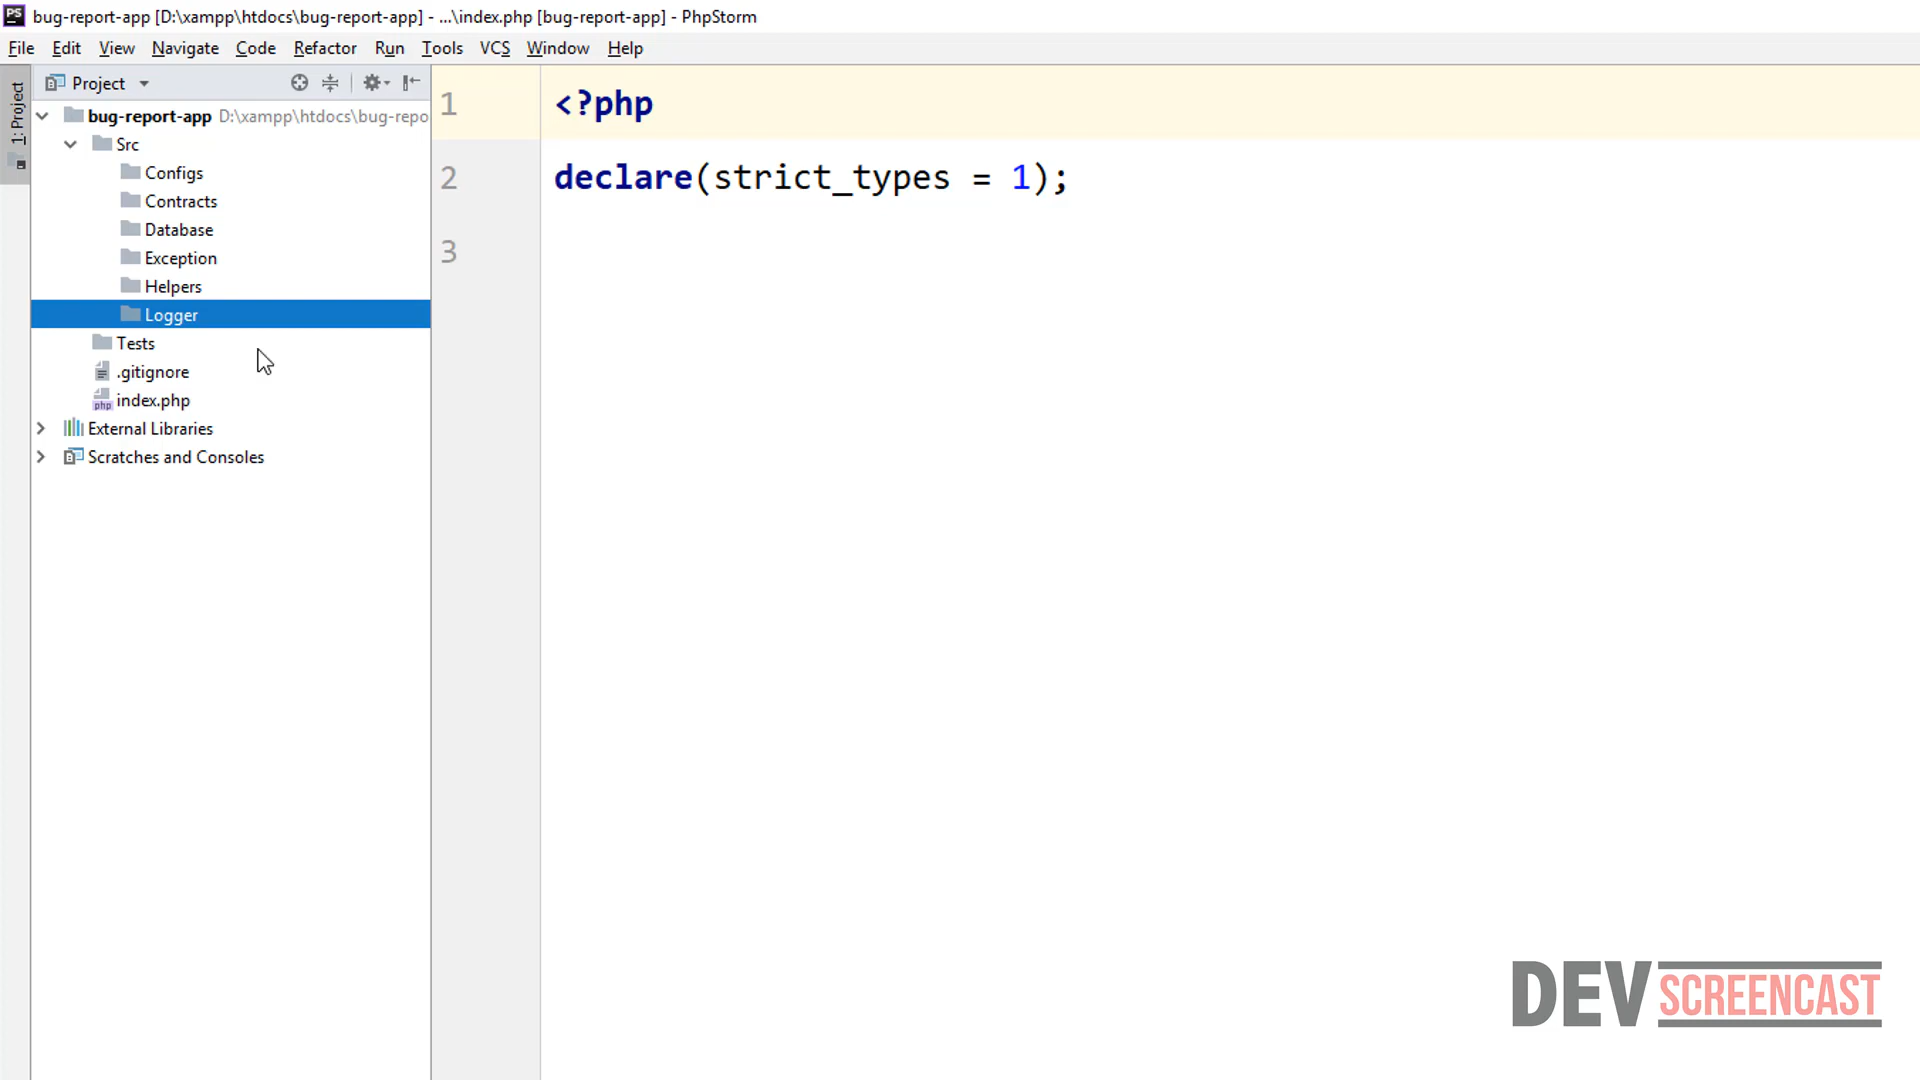 PS bug-report-app [D:\xampp\htdocs\bug-report-app] - ...\index.php [bug-report-app] - PhpStorm
File Edit View Navigate Code Refactor Run Tools VCS Window Help
1: Project
Project
bug-report-app D:\xampp\htdocs\bug-repo
Src
Configs
Contracts
Database
Exception
Helpers
Logger
Tests
.gitignore
php index.php
External Libraries
Scratches and Consoles
1 <?php
2 declare(strict_types = 1);
3
DEV SCREENCAST